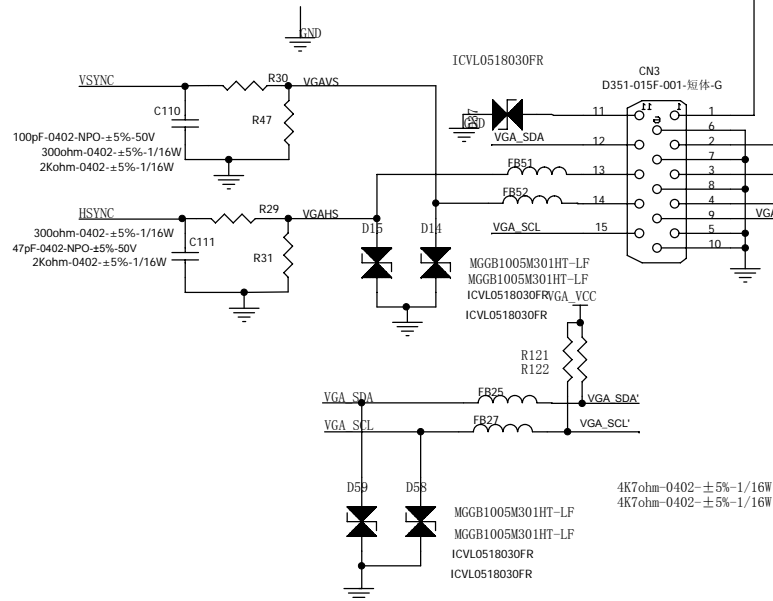 GND
ICVL0518030FR
CN3
D351-015F-001-短体-G
VSYNC
R30
VGAVS
C110
R47
100pF-0402-NPO-±5%-50V
300ohm-0402-±5%-1/16W
2Kohm-0402-±5%-1/16W
GND
VGA_SDA
11
12
13
14
15
11
1
6
1
6
2
7
3
8
4
9
5
10
VGA
FB51
FB52
VGA_SCL
HSYNC
R29
VGAHS
300ohm-0402-±5%-1/16W
47pF-0402-NPO-±5%-50V
2Kohm-0402-±5%-1/16W
C111
R31
D15
D14
MGGB1005M301HT-LF
MGGB1005M301HT-LF
ICVL0518030FR
VGA_VCC
ICVL0518030FR
R121
R122
VGA_SDA
FB25
VGA_SDA'
VGA_SCL
FB27
VGA_SCL'
D59
D58
4K7ohm-0402-±5%-1/16W
4K7ohm-0402-±5%-1/16W
MGGB1005M301HT-LF
MGGB1005M301HT-LF
ICVL0518030FR
ICVL0518030FR